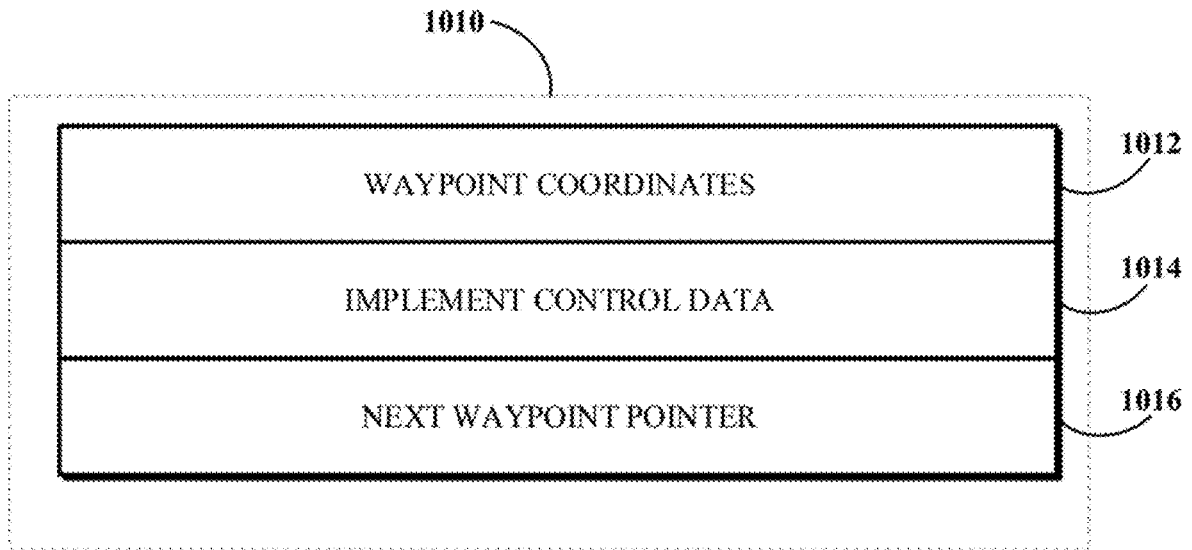 1010
1012
WAYPOINT COORDINATES
1014
IMPLEMENT CONTROL DATA
1016
NEXT WAYPOINT POINTER